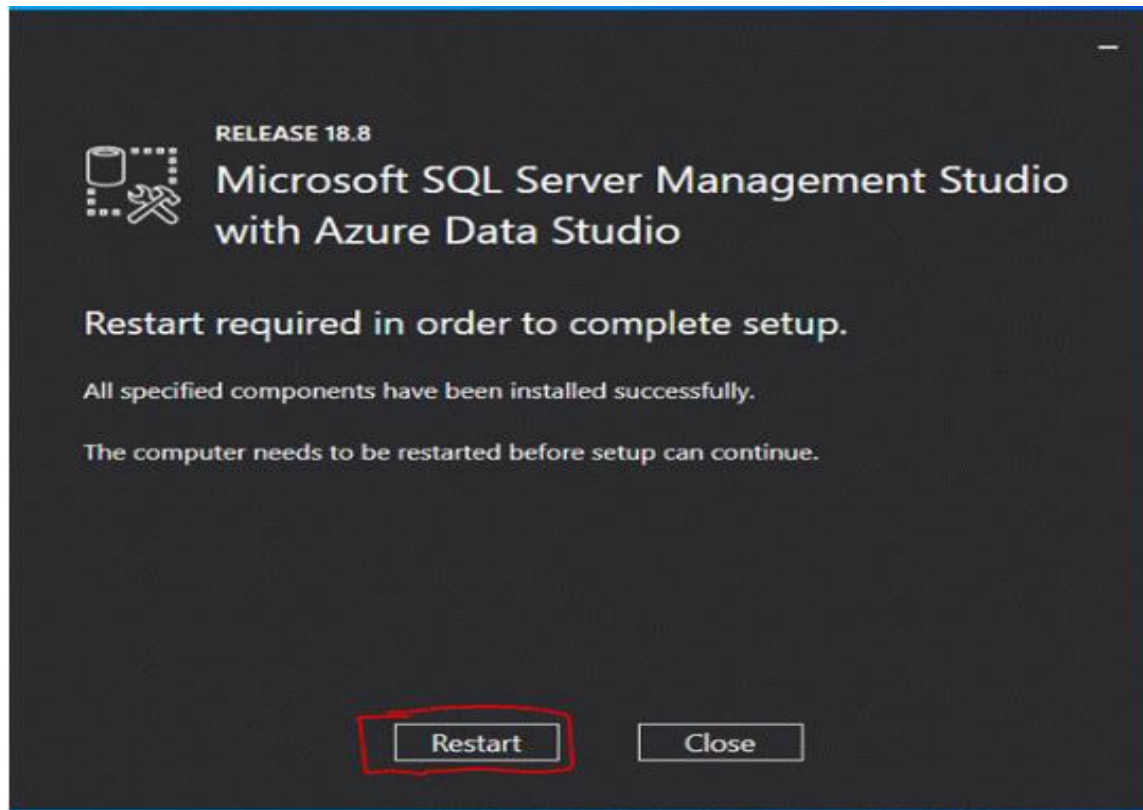 RELEASE 18.8
Microsoft SQL Server Management Studio
with Azure Data Studio
Restart required in order to complete setup.
All specified components have been installed successfully.
The computer needs to be restarted before setup can continue.
Restart
Close